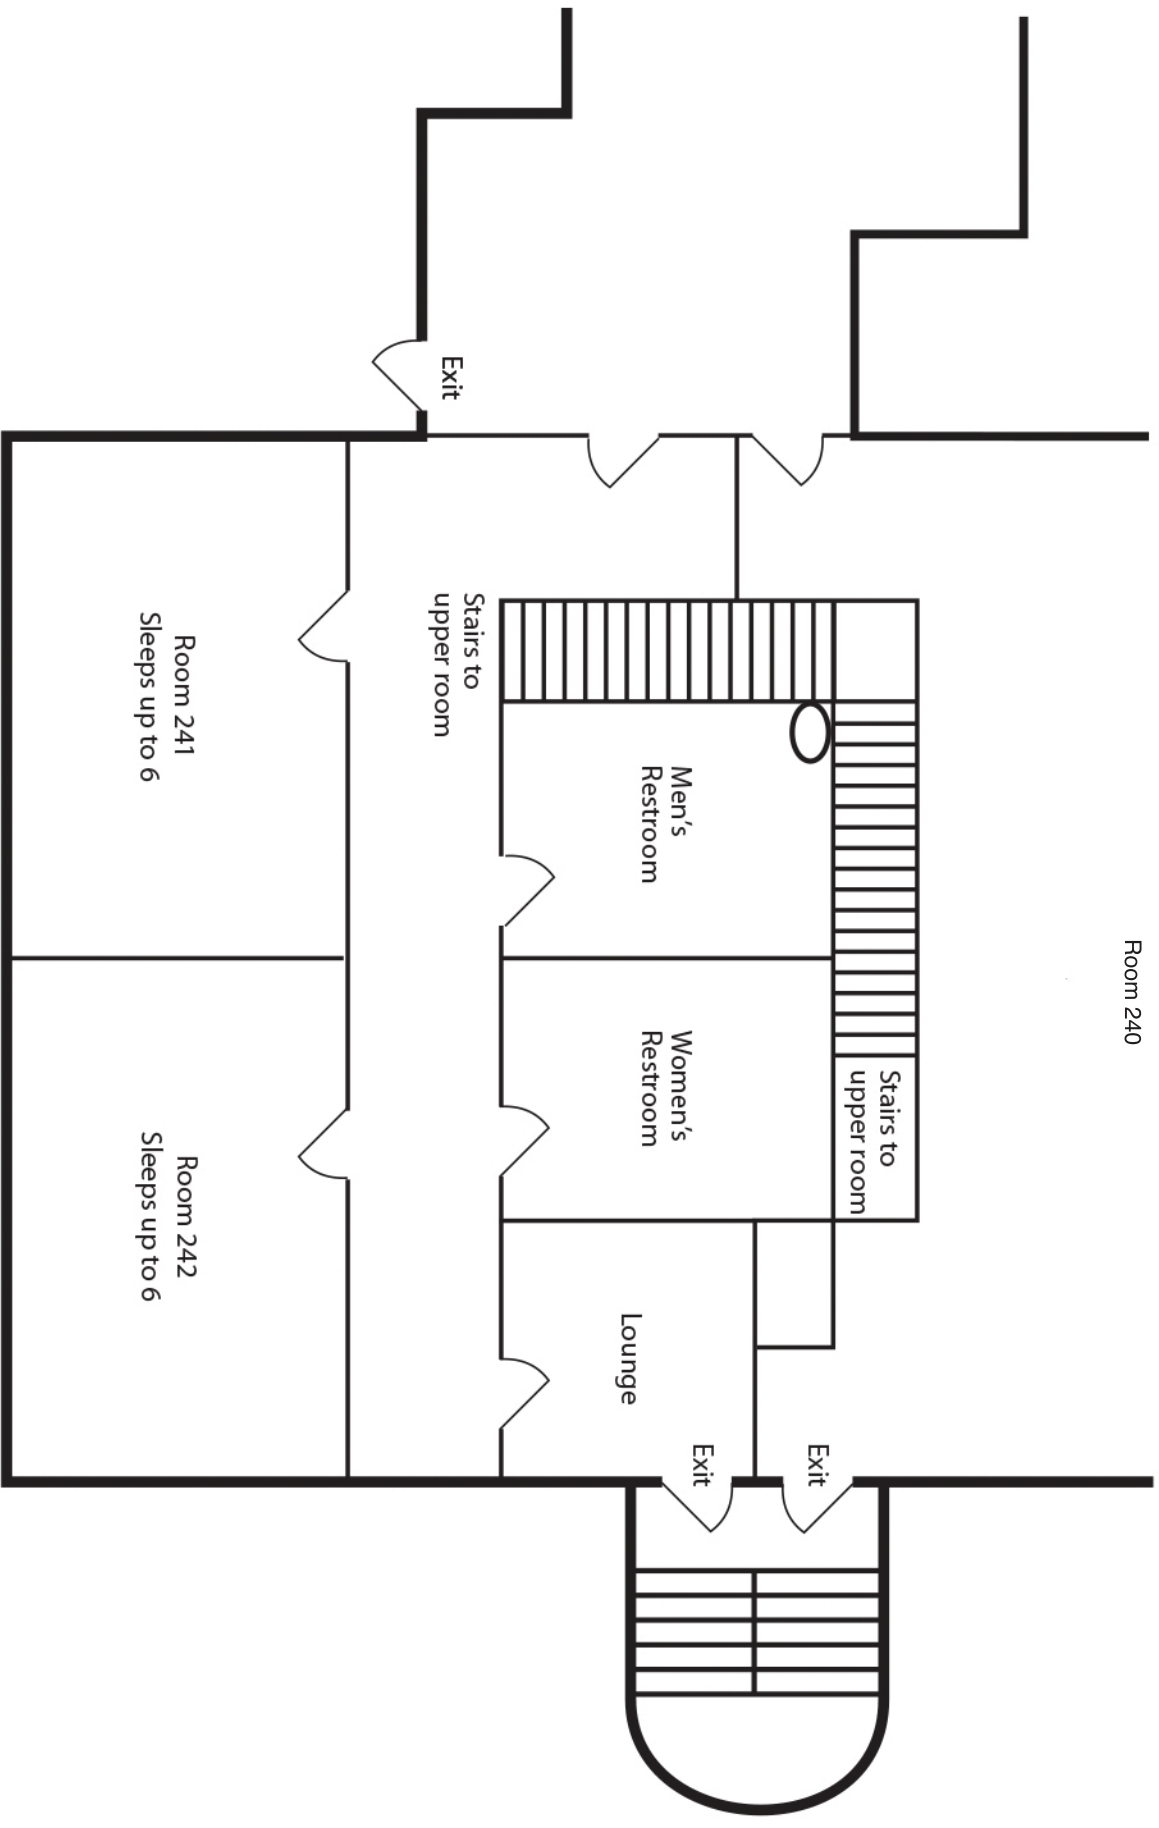 Room 240
Stairs to
upper room
Exit
Exit
Men's
Restroom
Women's
Restroom
Lounge
Exit
Stairs to
upper room
Room 241
Sleeps up to 6
Room 242
Sleeps up to 6